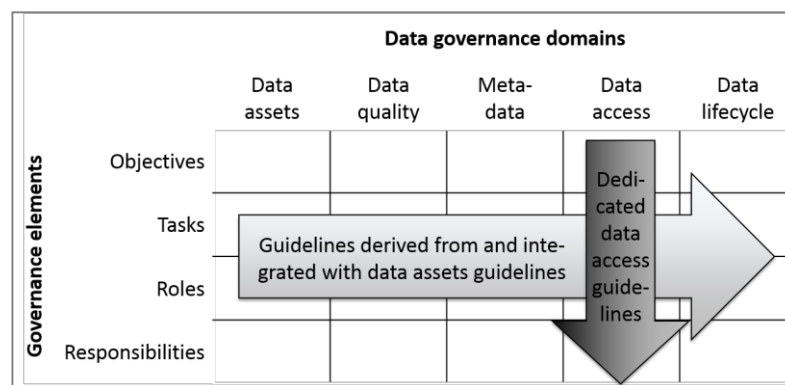 Data governance domains
Data
assets
Data
quality
Meta-
data
Data
access
Data
lifecycle
Governance elements
Objectives
Tasks
Roles
Responsibilities
Guidelines derived from and inte-
grated with data assets guidelines
Dedi-
cated
data
access
guide-
lines